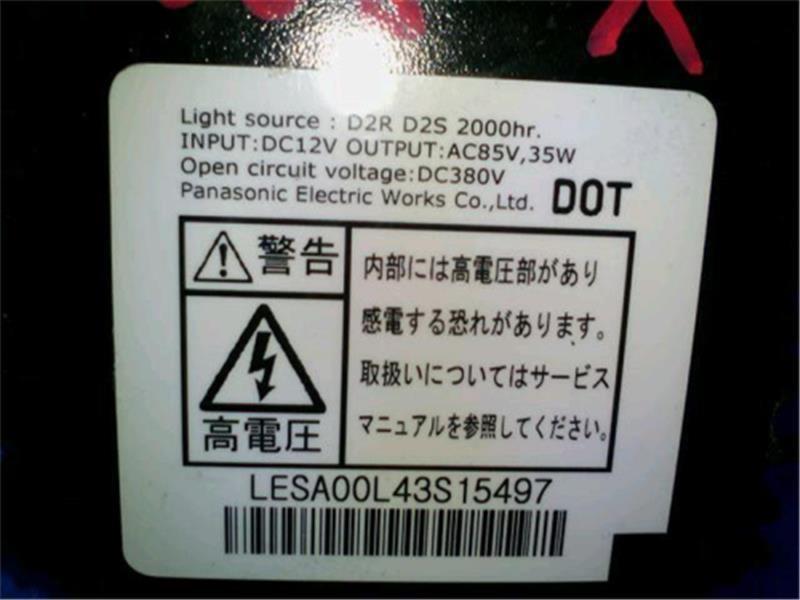 Light source : D2R D2S 2000hr.
INPUT:DC12V OUTPUT:AC85V,35W
Open circuit voltage:DC380V
Panasonic Electric Works Co.,Ltd. DOT
警告
高電圧
内部には高電圧部があり
感電する恐れがあります。
取扱いについてはサービス
マニュアルを参照してください。
LESA00L43S15497